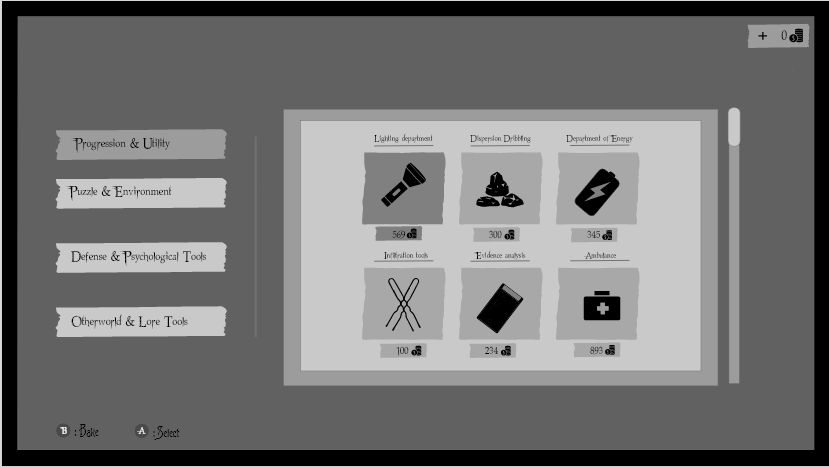 + 0
Progression & Utility
Puzzle & Environment
Defense & Psychological Tools
Otherworld & Lore Tools
Lighting department
Dispersion Dribbling
Department of Energy
569
300
345
Infiltration tools
Evidence analysis
Ambulance
100
234
893
B : Bake
A : Select